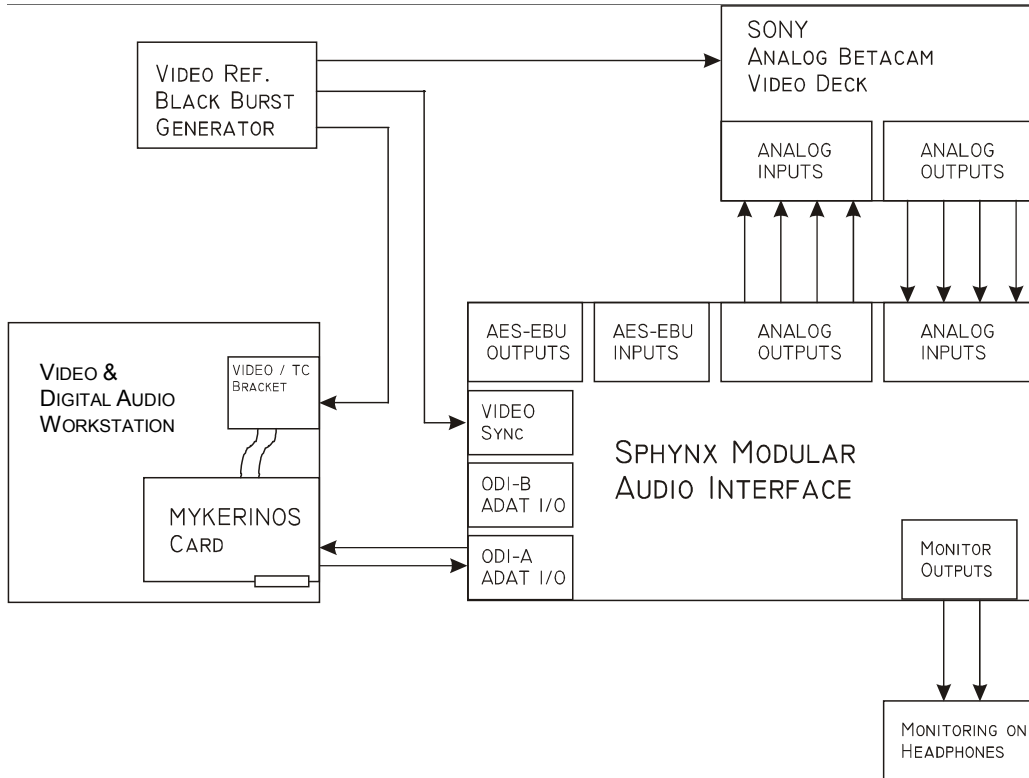 VIDEO REF.
BLACK BURST
GENERATOR
SONY
ANALOG BETACAM
VIDEO DECK
ANALOG
INPUTS
ANALOG
OUTPUTS
VIDEO &
DIGITAL AUDIO
WORKSTATION
VIDEO / TC
BRACKET
MYKERINOS
CARD
AES-EBU
OUTPUTS
AES-EBU
INPUTS
ANALOG
OUTPUTS
ANALOG
INPUTS
VIDEO
SYNC
ODI-B
ADAT I/O
ODI-A
ADAT I/O
SPHYNX MODULAR
AUDIO INTERFACE
MONITOR
OUTPUTS
MONITORING ON
HEADPHONES